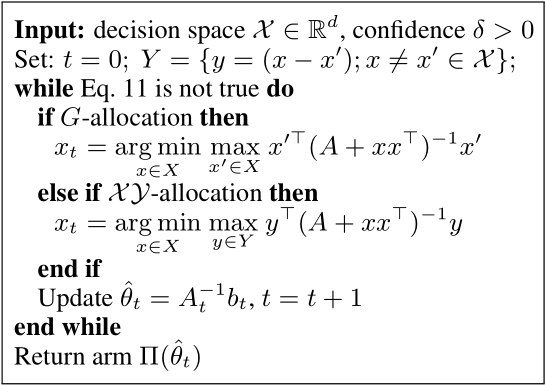 Input: decision space 𝒳 ∈ ℝ^d, confidence δ > 0
Set: t = 0; Y = {y = (x − x′); x ≠ x′ ∈ 𝒳};
while Eq. 11 is not true do
if G-allocation then
x_t = arg min_{x∈X} max_{x′∈X} x′^⊤(A + xx^⊤)^{−1}x′
else if 𝒳𝒴-allocation then
x_t = arg min_{x∈X} max_{y∈Y} y^⊤(A + xx^⊤)^{−1}y
end if
Update θ̂_t = A_t^{−1}b_t, t = t + 1
end while
Return arm Π(θ̂_t)